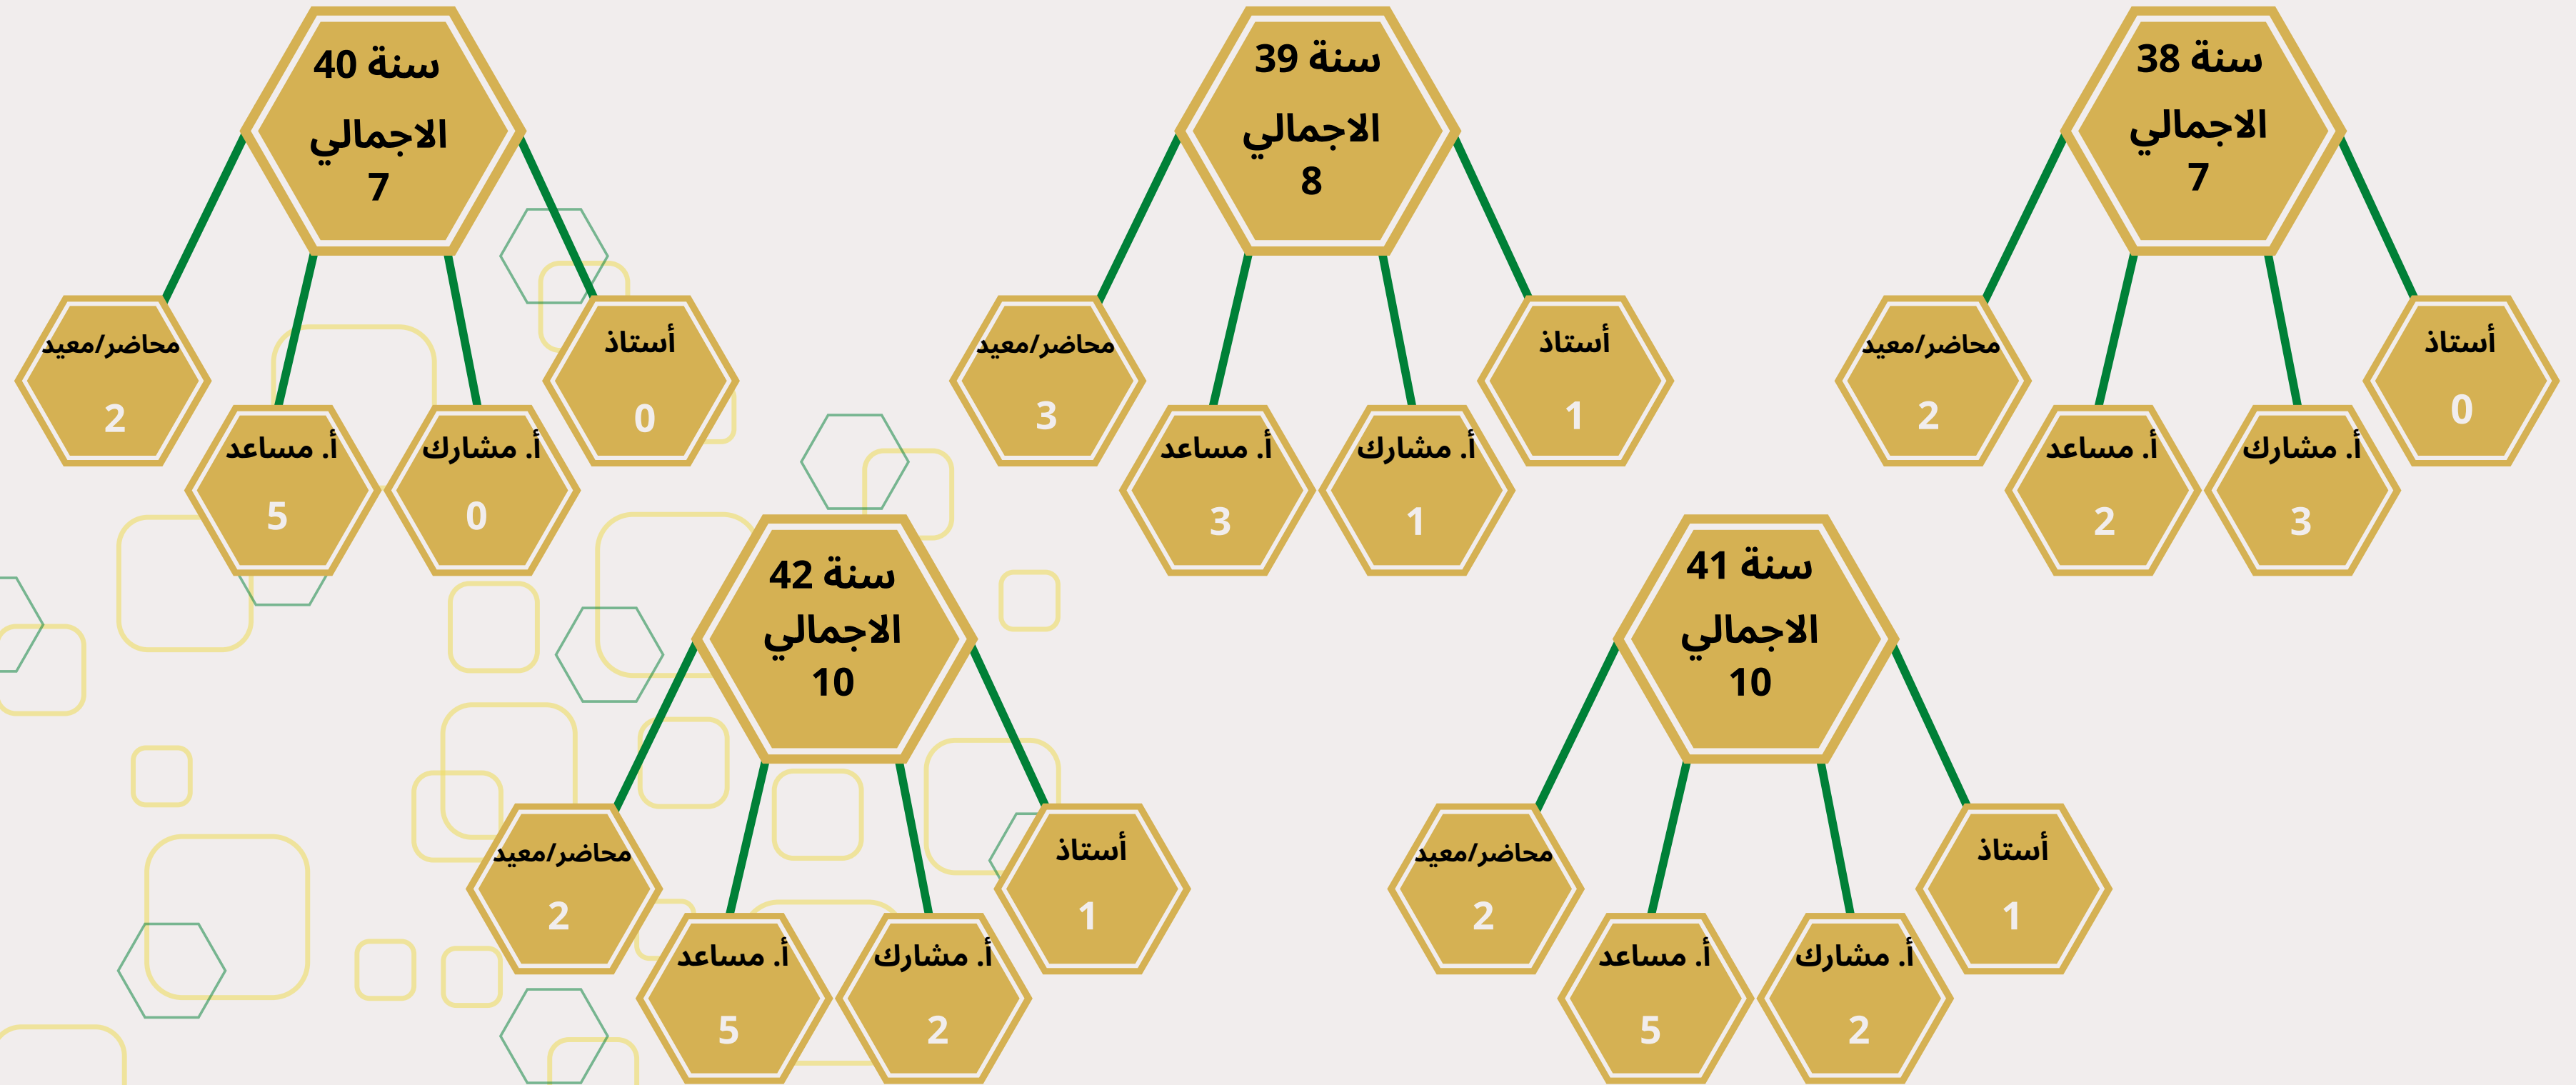 سنة 38
الاجمالي
7
أستاذ
0
أ. مشارك
3
أ. مساعد
2
محاضر/معيد
2
سنة 39
الاجمالي
8
أستاذ
1
أ. مشارك
1
أ. مساعد
3
محاضر/معيد
3
سنة 40
الاجمالي
7
أستاذ
0
أ. مشارك
0
أ. مساعد
5
محاضر/معيد
2
سنة 41
الاجمالي
10
أستاذ
1
أ. مشارك
2
أ. مساعد
5
محاضر/معيد
2
سنة 42
الاجمالي
10
أستاذ
1
أ. مشارك
2
أ. مساعد
5
محاضر/معيد
2